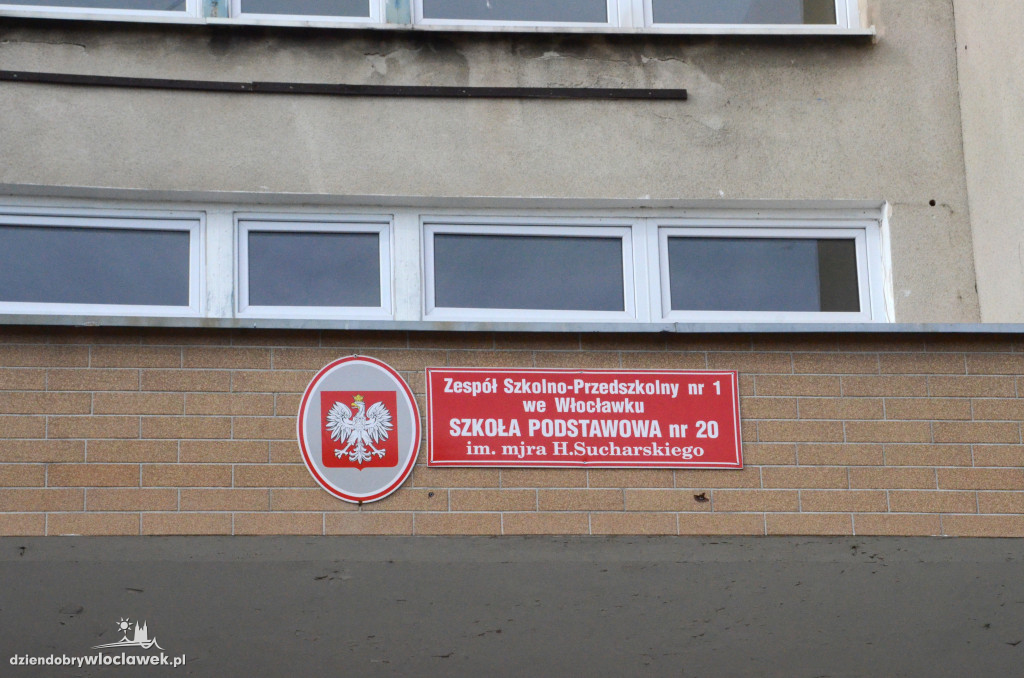 Zespół Szkolno-Przedszkolny nr 1
we Włocławku
SZKOŁA PODSTAWOWA nr 20
im. mjra H.Sucharskiego
dziendobrywloclawek.pl